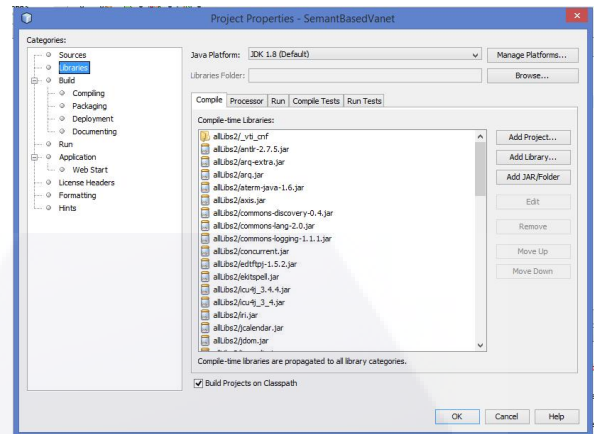 Project Properties - SemantBasedVanet
Categories:
Sources
Libraries
Build
Compiling
Packaging
Deployment
Documenting
Run
Application
Web Start
License Headers
Formatting
Hints
Java Platform: JDK 1.8 (Default) Manage Platforms...
Libraries Folder: Browse...
Compile Processor Run Compile Tests Run Tests
Compile-time Libraries:
allLibs2/_vti_cnf
allLibs2/antlr-2.7.5.jar
allLibs2/arq-extra.jar
allLibs2/arq.jar
allLibs2/aterm-java-1.6.jar
allLibs2/axis.jar
allLibs2/commons-discovery-0.4.jar
allLibs2/commons-lang-2.0.jar
allLibs2/commons-logging-1.1.1.jar
allLibs2/concurrent.jar
allLibs2/edtftpj-1.5.2.jar
allLibs2/ekitspell.jar
allLibs2/icu4j_3.4.4.jar
allLibs2/icu4j_3_4.jar
allLibs2/iri.jar
allLibs2/jcalendar.jar
allLibs2/jdom.jar
Add Project...
Add Library...
Add JAR/Folder
Edit
Remove
Move Up
Move Down
Compile-time libraries are propagated to all library categories.
Build Projects on Classpath
OK Cancel Help